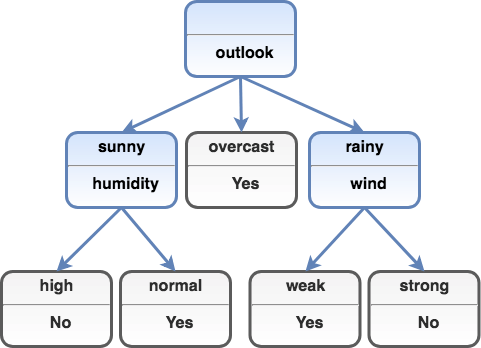 outlook
sunny
humidity
overcast
Yes
rainy
wind
high
No
normal
Yes
weak
Yes
strong
No